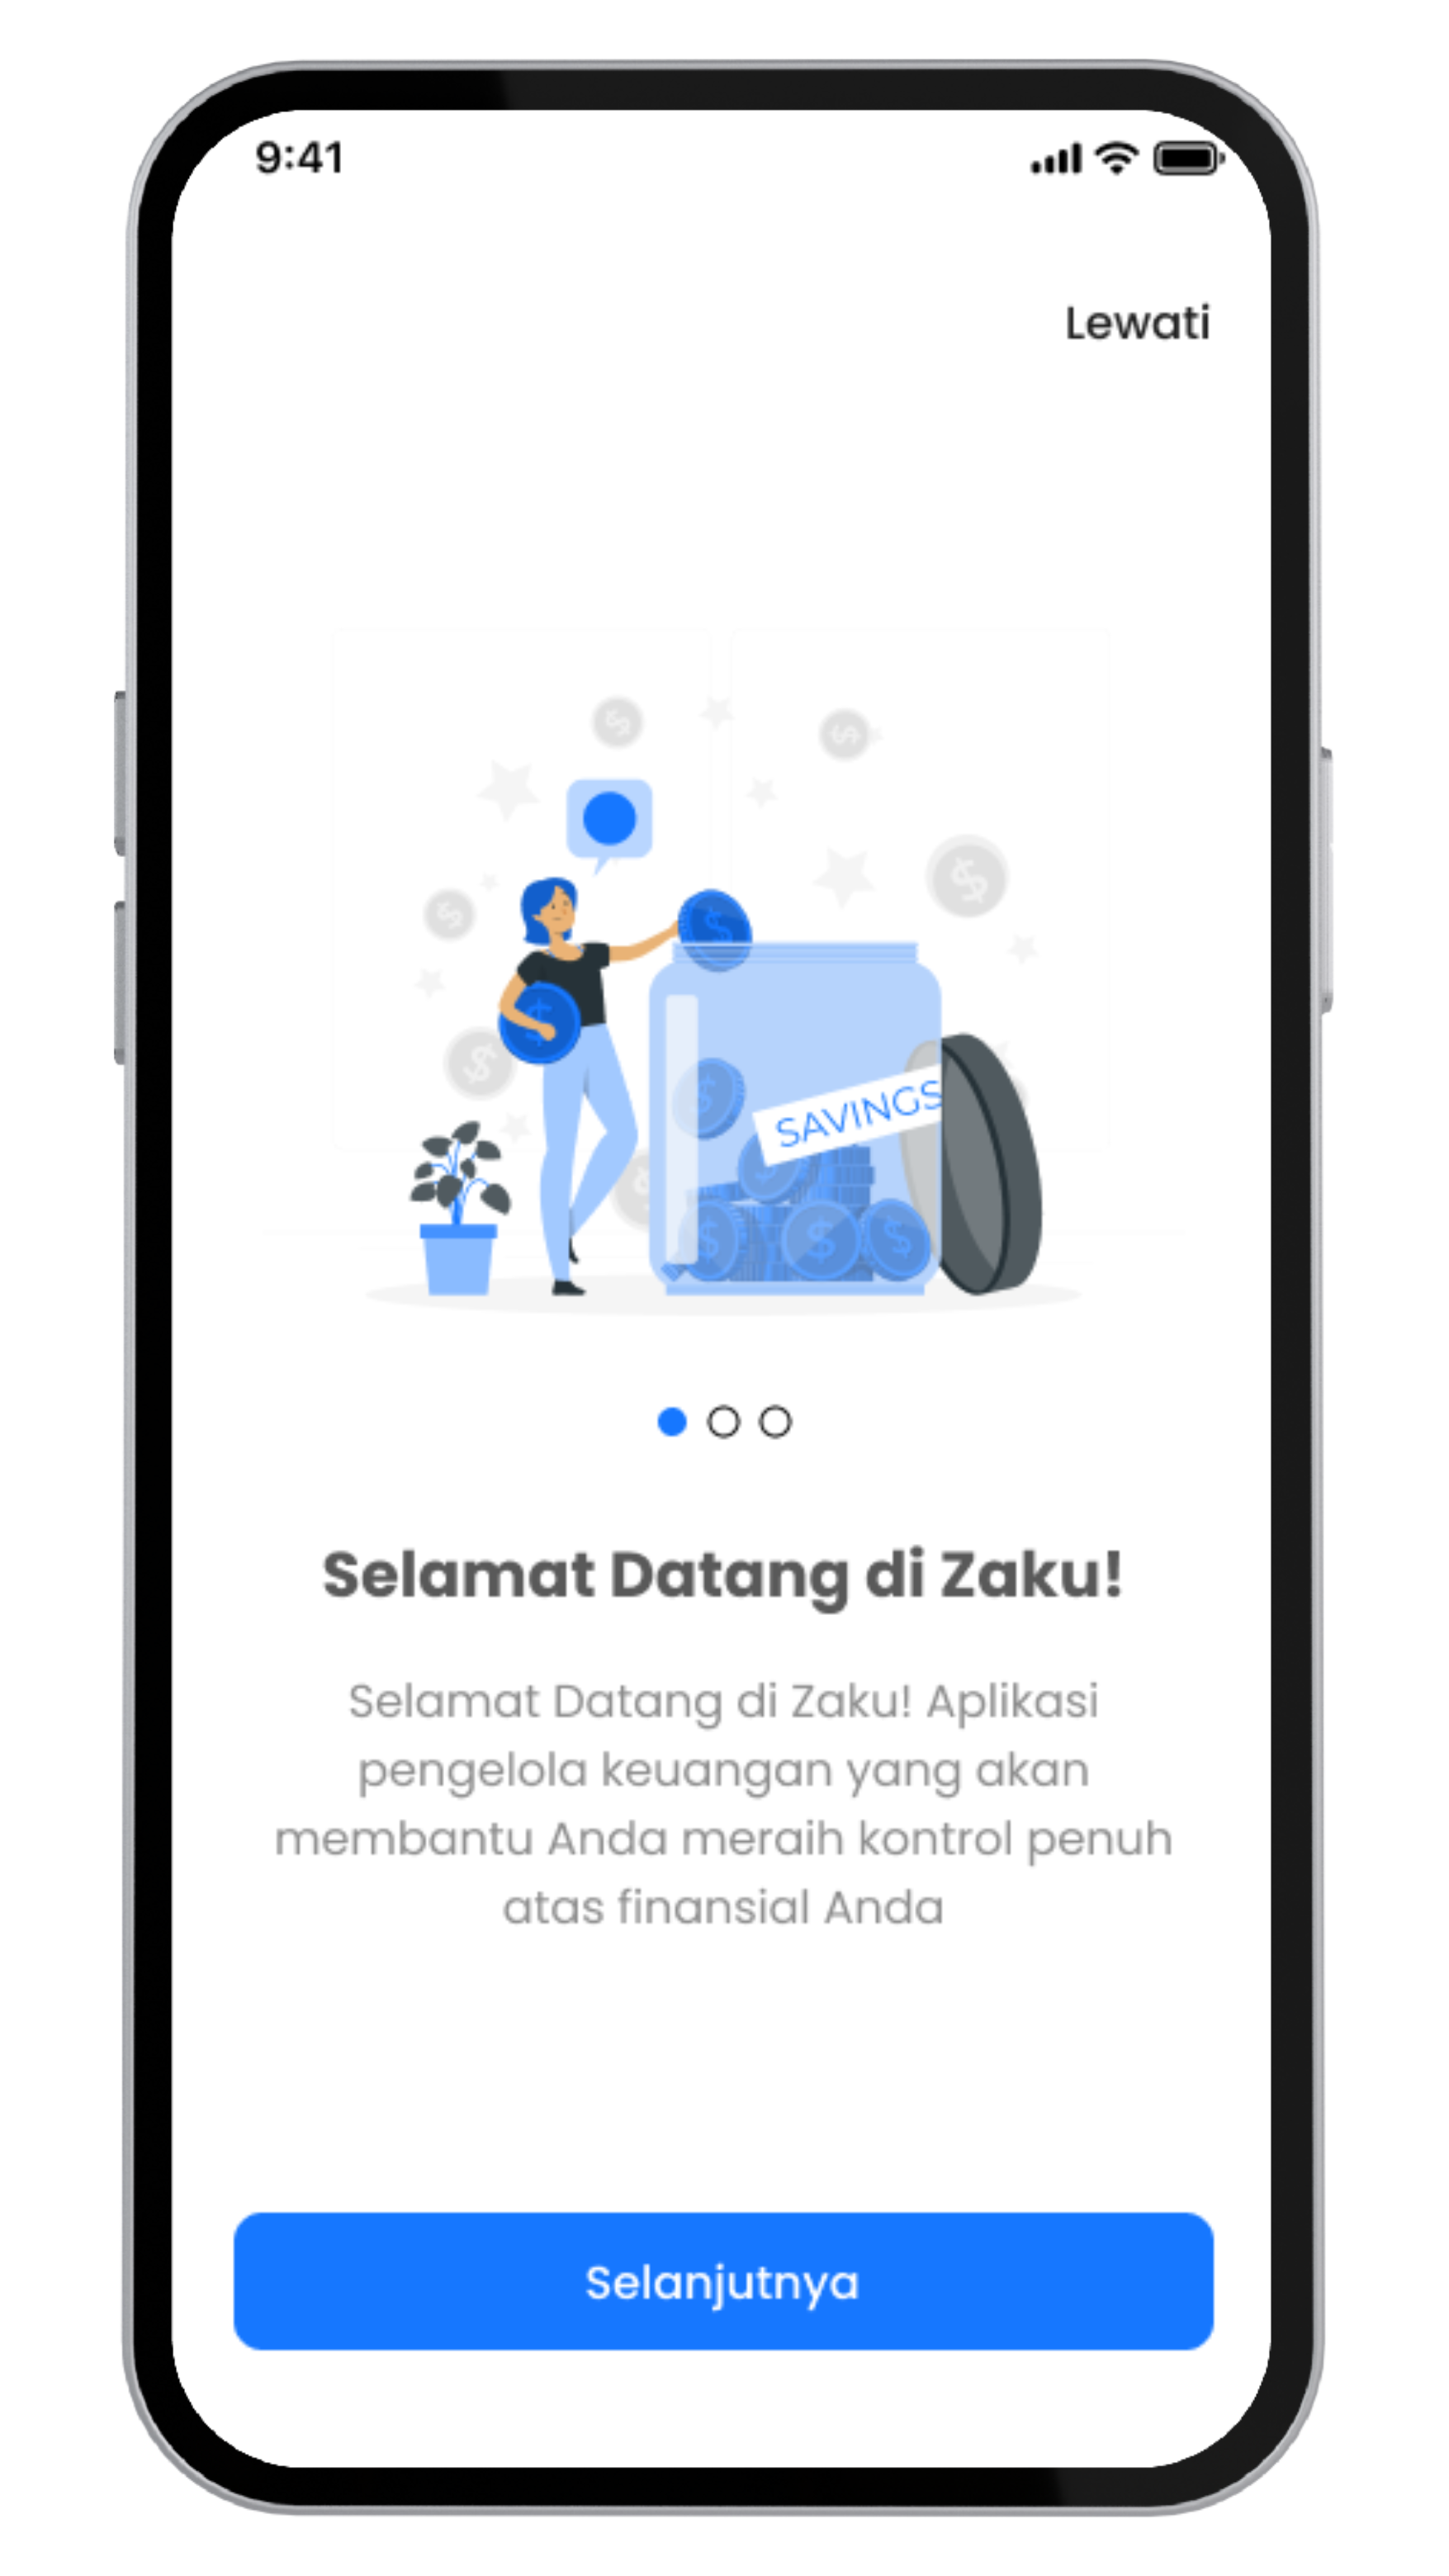 9:41
Lewati
SAVINGS
Selamat Datang di Zaku!
Selamat Datang di Zaku! Aplikasi
pengelola keuangan yang akan
membantu Anda meraih kontrol penuh
atas finansial Anda
Selanjutnya